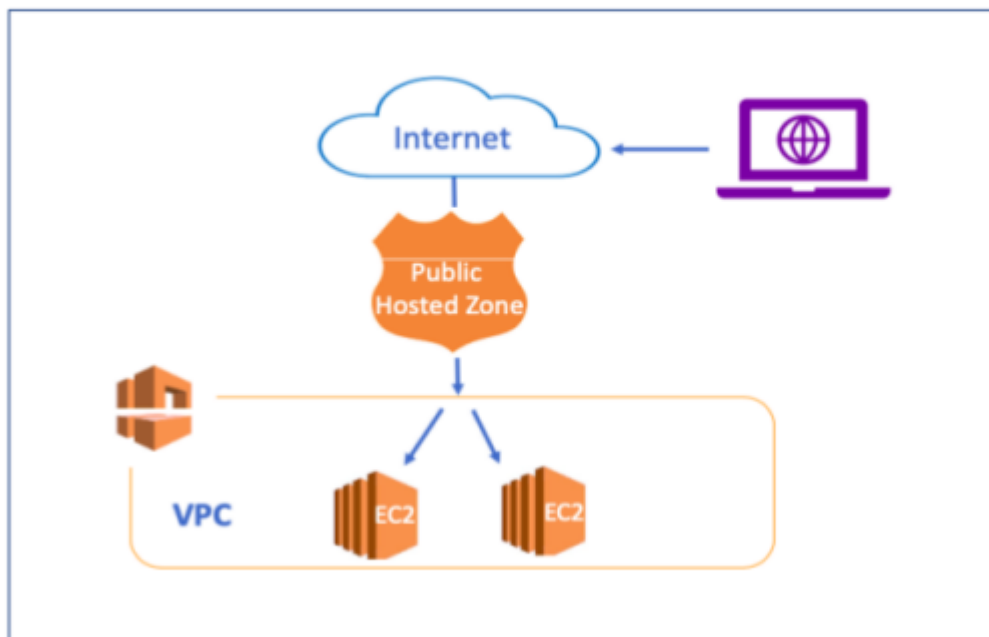 Internet
Public
Hosted Zone
VPC
EC2
EC2